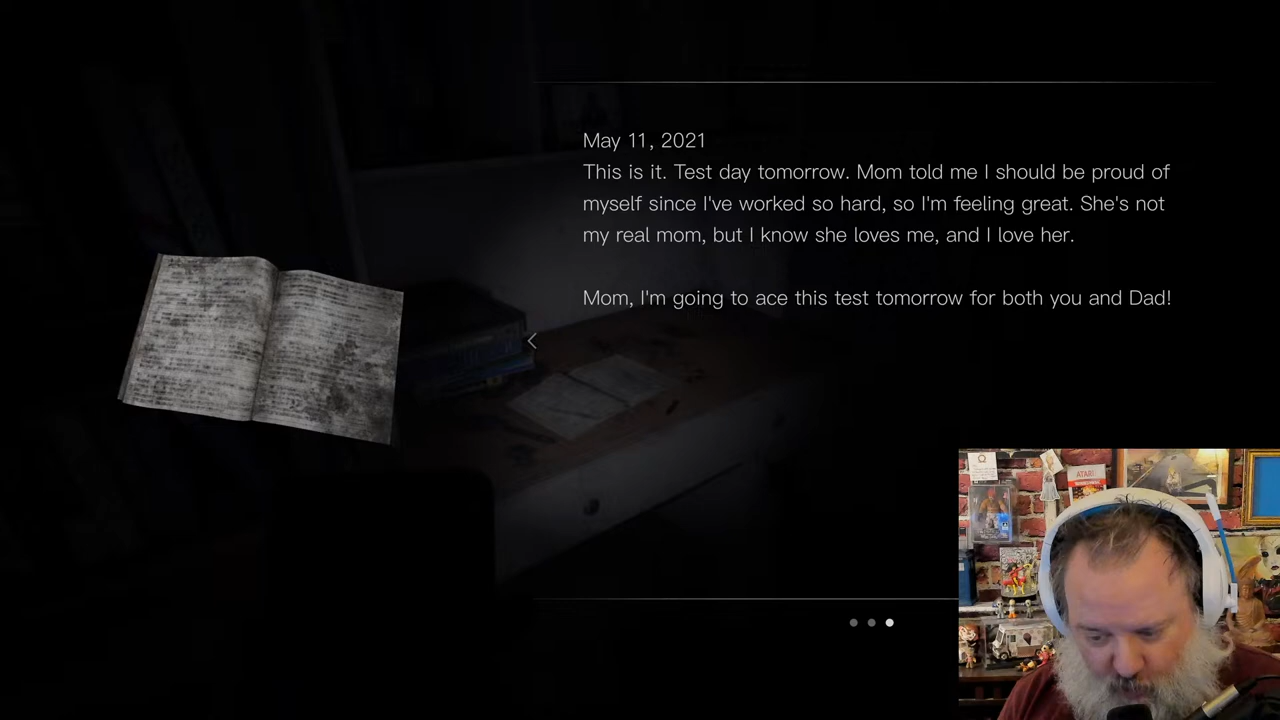 May 11, 2021
This is it. Test day tomorrow. Mom told me I should be proud of
myself since I've worked so hard, so I'm feeling great. She's not
my real mom, but I know she loves me, and I love her.
Mom, I'm going to ace this test tomorrow for both you and Dad!
ATARI